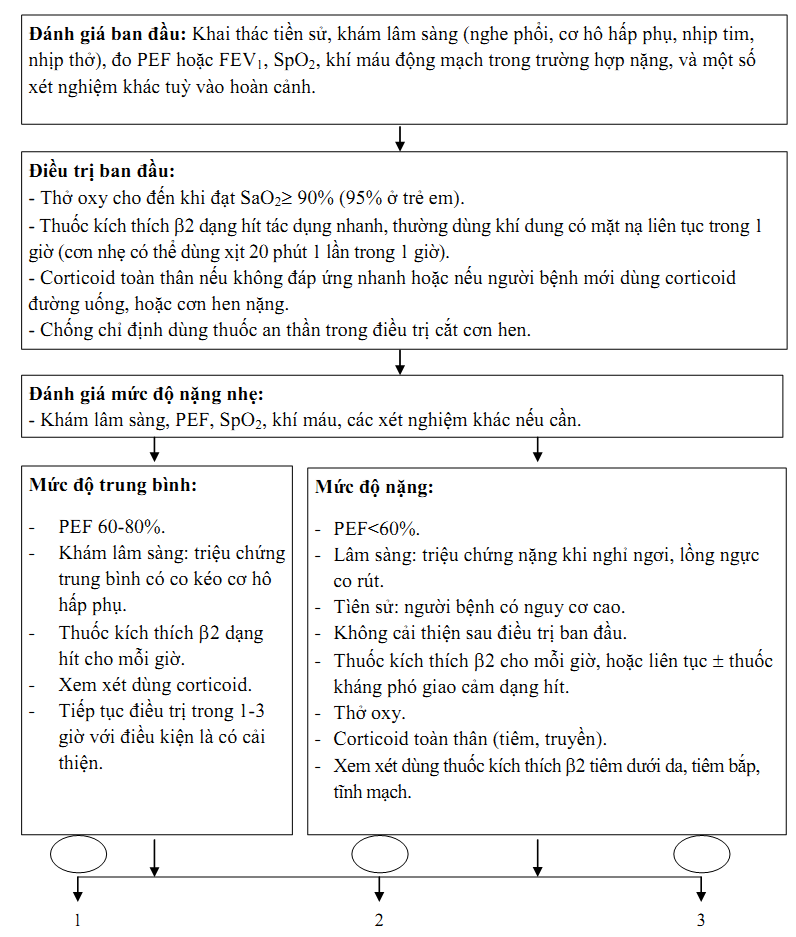 Đánh giá ban đầu: Khai thác tiền sử, khám lâm sàng (nghe phổi, cơ hô hấp phụ, nhịp tim,
nhịp thở), đo PEF hoặc FEV₁, SpO₂, khí máu động mạch trong trường hợp nặng, và một số
xét nghiệm khác tuỳ vào hoàn cảnh.
Điều trị ban đầu:
- Thở oxy cho đến khi đạt SaO₂≥ 90% (95% ở trẻ em).
- Thuốc kích thích β2 dạng hít tác dụng nhanh, thường dùng khí dung có mặt nạ liên tục trong 1
giờ (cơn nhẹ có thể dùng xịt 20 phút 1 lần trong 1 giờ).
- Corticoid toàn thân nếu không đáp ứng nhanh hoặc nếu người bệnh mới dùng corticoid
đường uống, hoặc cơn hen nặng.
- Chống chỉ định dùng thuốc an thần trong điều trị cắt cơn hen.
Đánh giá mức độ nặng nhẹ:
- Khám lâm sàng, PEF, SpO₂, khí máu, các xét nghiệm khác nếu cần.
Mức độ trung bình:
- PEF 60-80%.
- Khám lâm sàng: triệu chứng
trung bình có co kéo cơ hô
hấp phụ.
- Thuốc kích thích β2 dạng
hít cho mỗi giờ.
- Xem xét dùng corticoid.
- Tiếp tục điều trị trong 1-3
giờ với điều kiện là có cải
thiện.
Mức độ nặng:
- PEF<60%.
- Lâm sàng: triệu chứng nặng khi nghỉ ngơi, lồng ngực
co rút.
- Tiền sử: người bệnh có nguy cơ cao.
- Không cải thiện sau điều trị ban đầu.
- Thuốc kích thích β2 cho mỗi giờ, hoặc liên tục ± thuốc
kháng phó giao cảm dạng hít.
- Thở oxy.
- Corticoid toàn thân (tiêm, truyền).
- Xem xét dùng thuốc kích thích β2 tiêm dưới da, tiêm bắp,
tĩnh mạch.
1
2
3